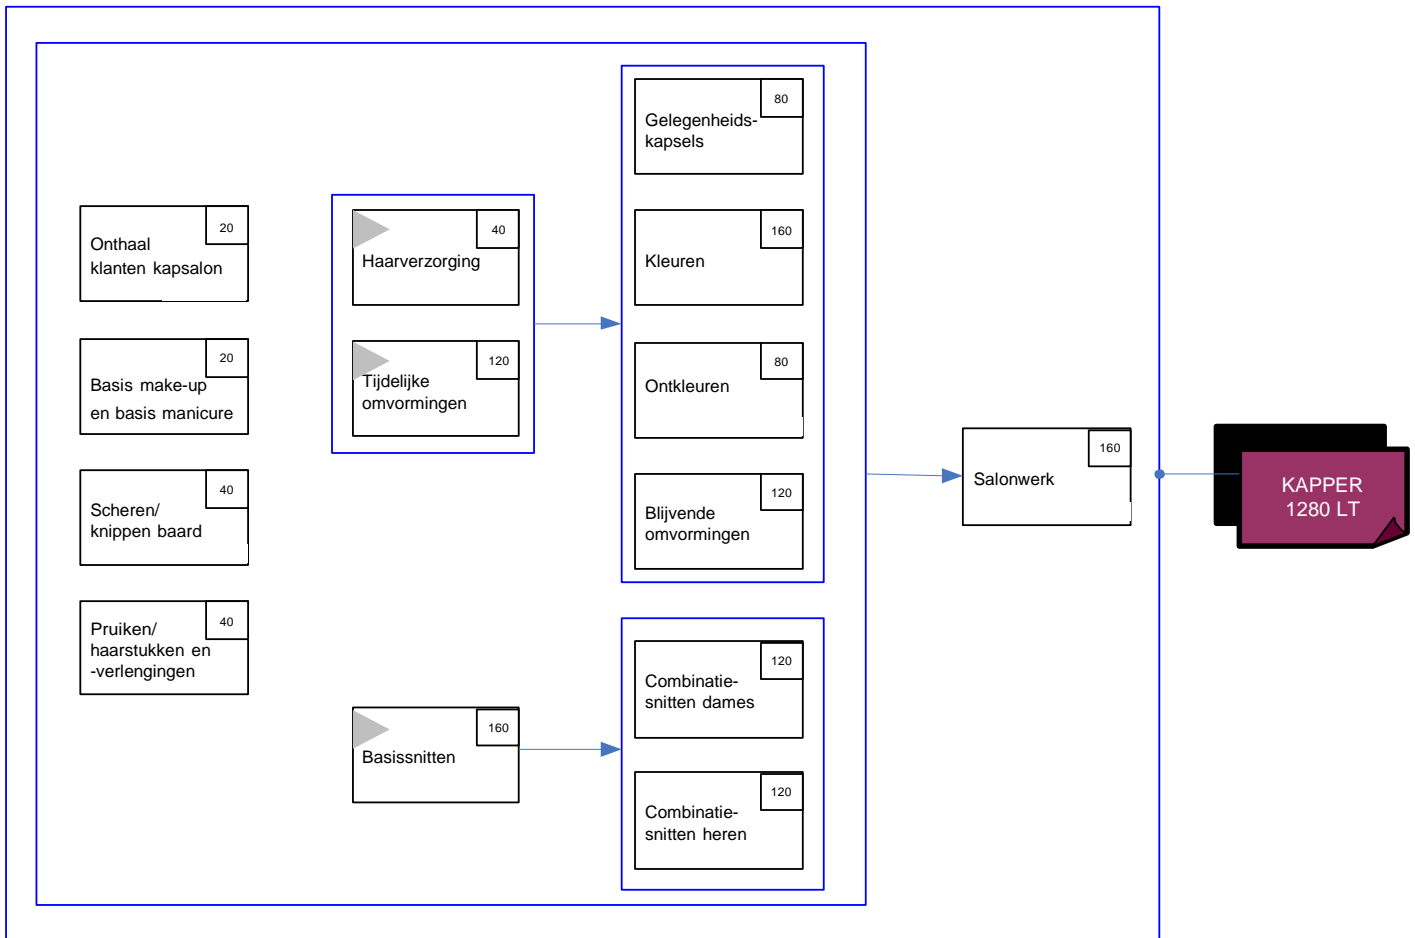 20
Onthaal
klanten kapsalon
20
Basis make-up
en basis manicure
40
Scheren/
knippen baard
40
Pruiken/
haarstukken en
-verlengingen
40
Haarverzorging
120
Tijdelijke
omvormingen
160
Basissnitten
80
Gelegenheids-
kapsels
160
Kleuren
80
Ontkleuren
120
Blijvende
omvormingen
120
Combinatie-
snitten dames
120
Combinatie-
snitten heren
160
Salonwerk
KAPPER
1280 LT